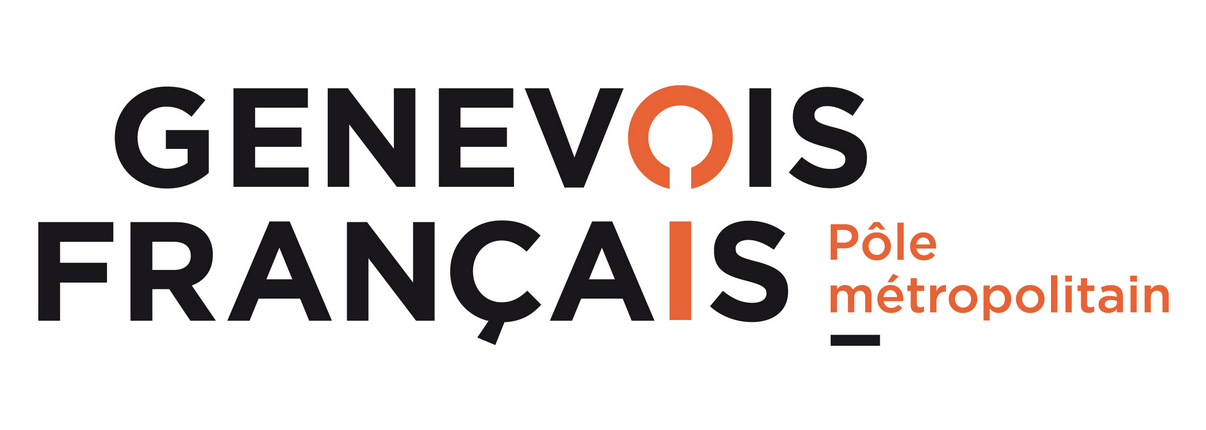 GENEVOIS
FRANÇAIS
Pôle
métropolitain